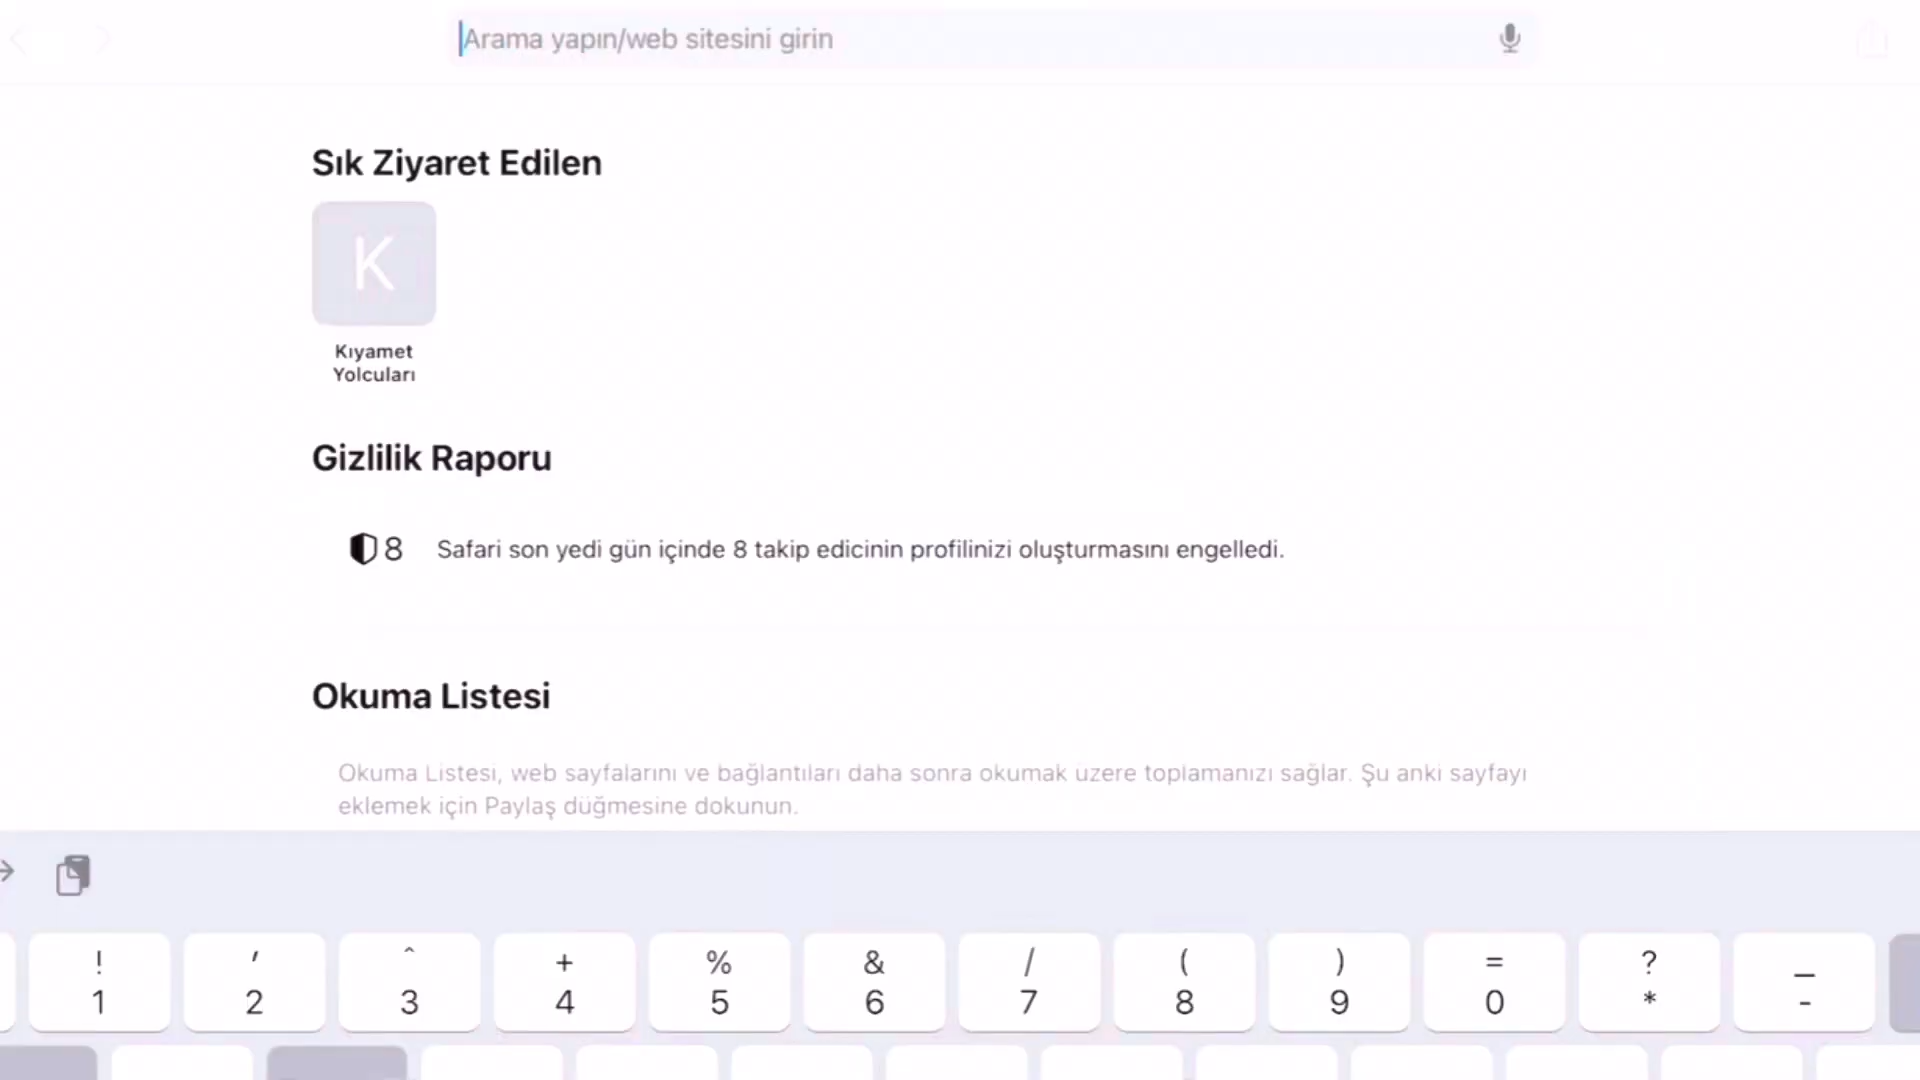 Arama yapın/web sitesini girin
Sık Ziyaret Edilen
K
Kıyamet
Yolcuları
Gizlilik Raporu
8 Safari son yedi gün içinde 8 takip edicinin profilinizi oluşturmasını engelledi.
Okuma Listesi
Okuma Listesi, web sayfalarını ve bağlantıları daha sonra okumak üzere toplamanızı sağlar. Şu anki sayfayı
eklemek için Paylaş düğmesine dokunun.
! ' ^ + % & / ( ) = ? _
1 2 3 4 5 6 7 8 9 0 * -